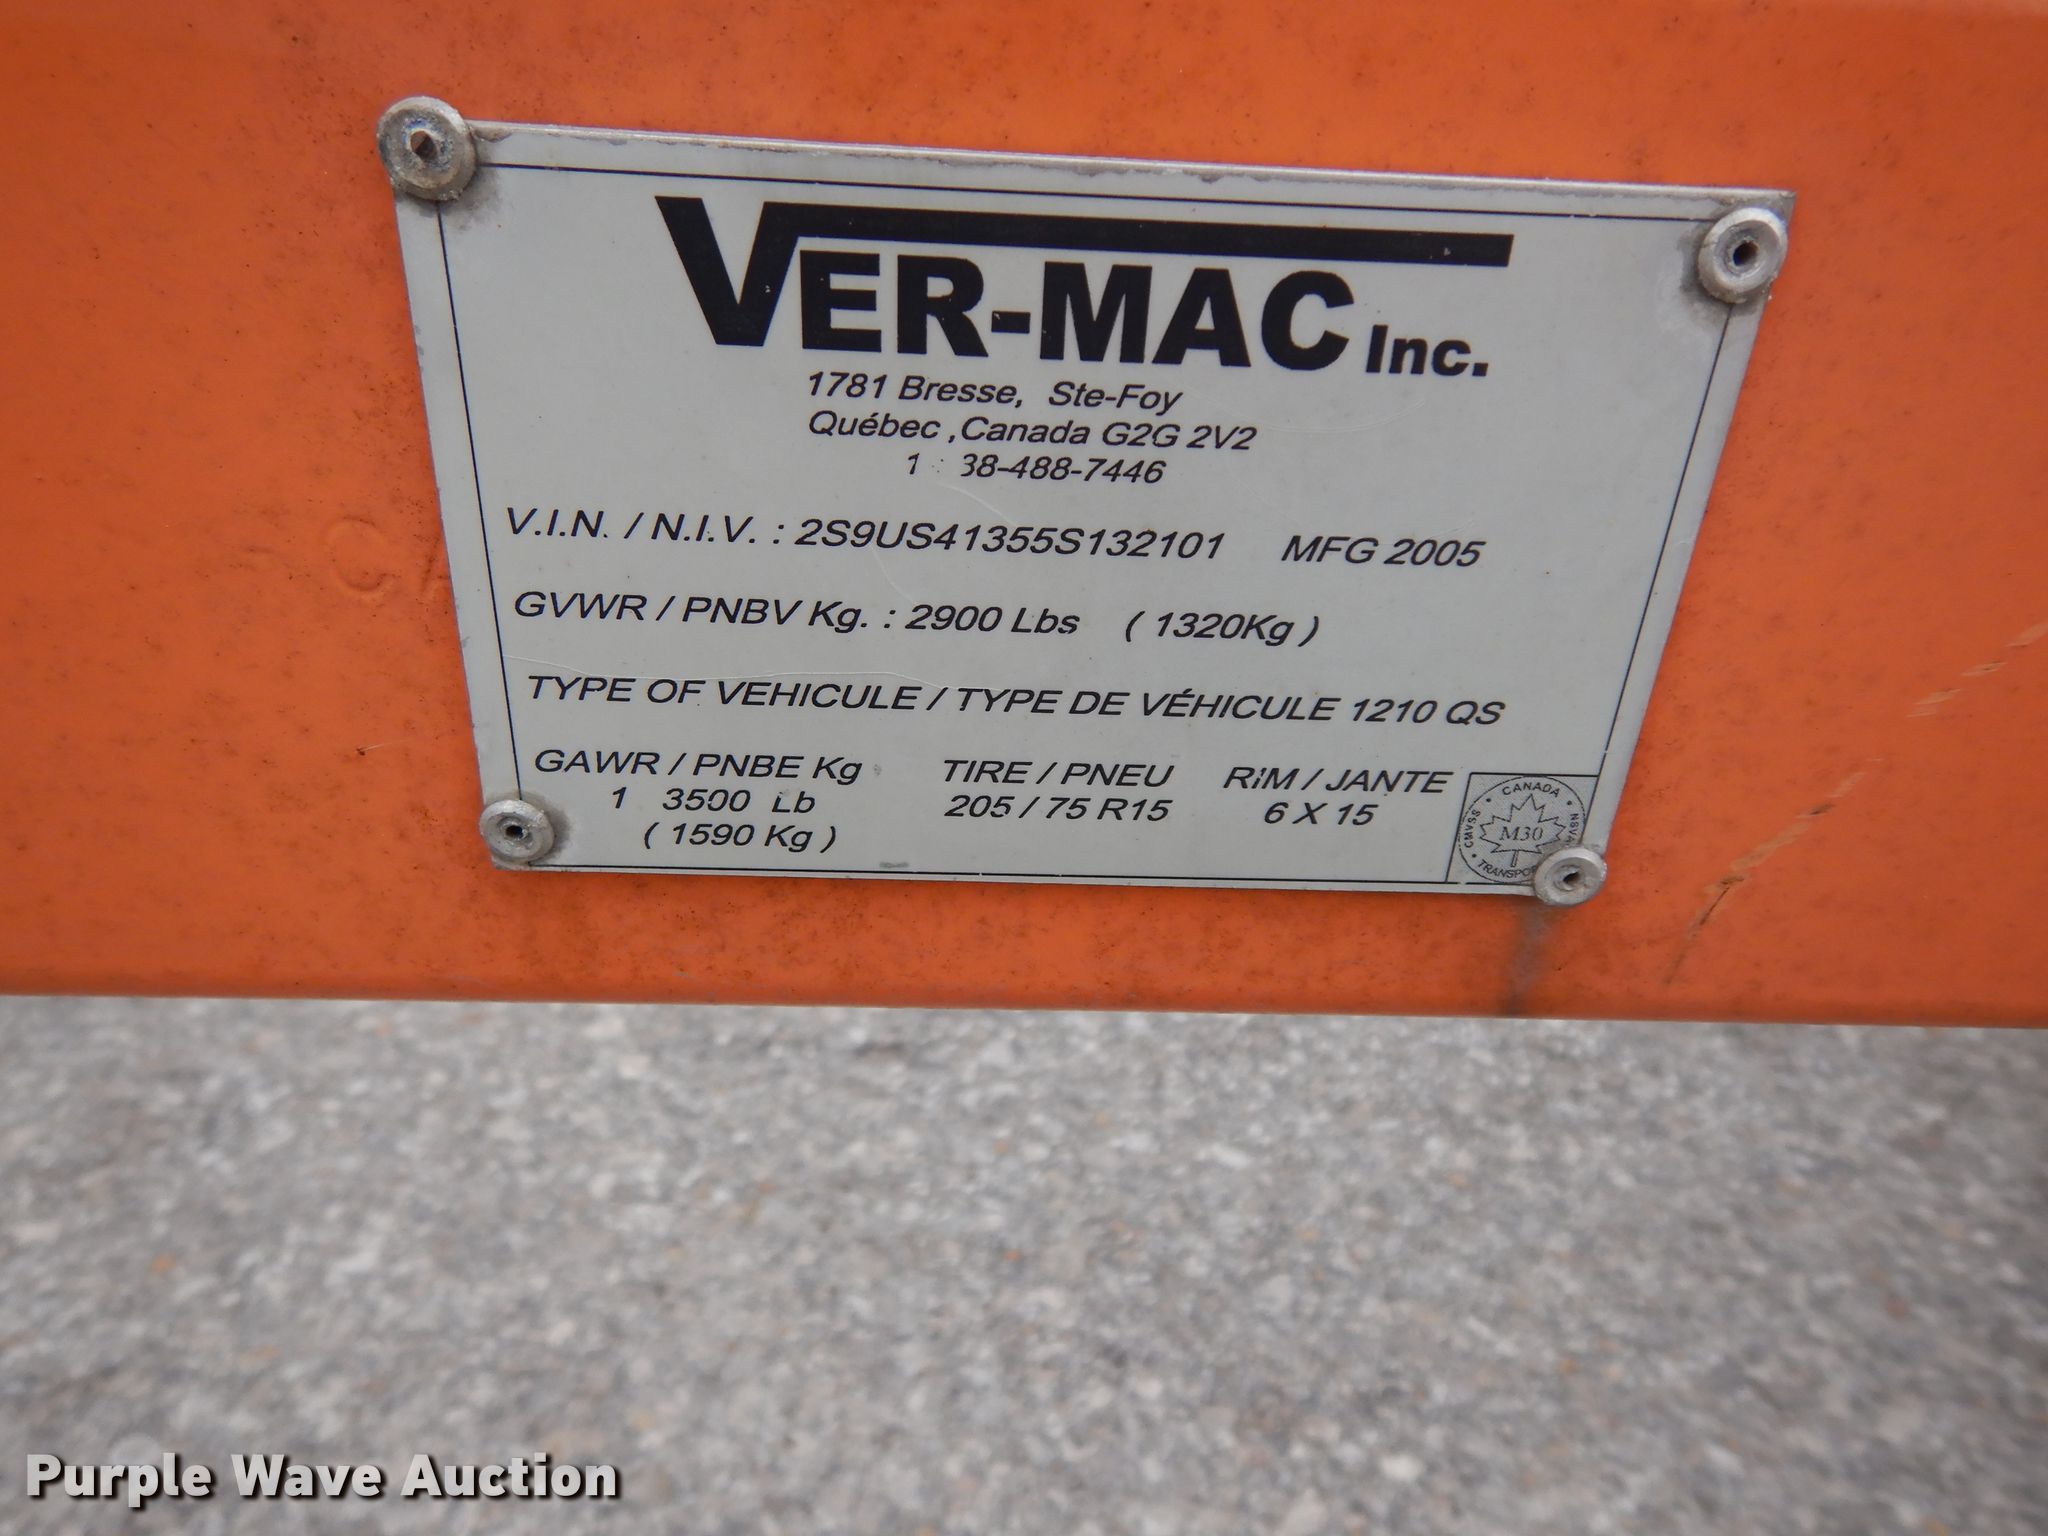 VER-MAC Inc.
1781 Bresse, Ste-Foy
Québec ,Canada G2G 2V2
1 38-488-7446
V.I.N. / N.I.V. : 2S9US41355S132101 MFG 2005
GVWR / PNBV Kg. : 2900 Lbs ( 1320Kg )
TYPE OF VEHICULE / TYPE DE VÉHICULE 1210 QS
GAWR / PNBE Kg TIRE / PNEU RIM / JANTE
1 3500 Lb 205 / 75 R15 6 X 15
( 1590 Kg )
CANADA
CMVSS
M30
Purple Wave Auction